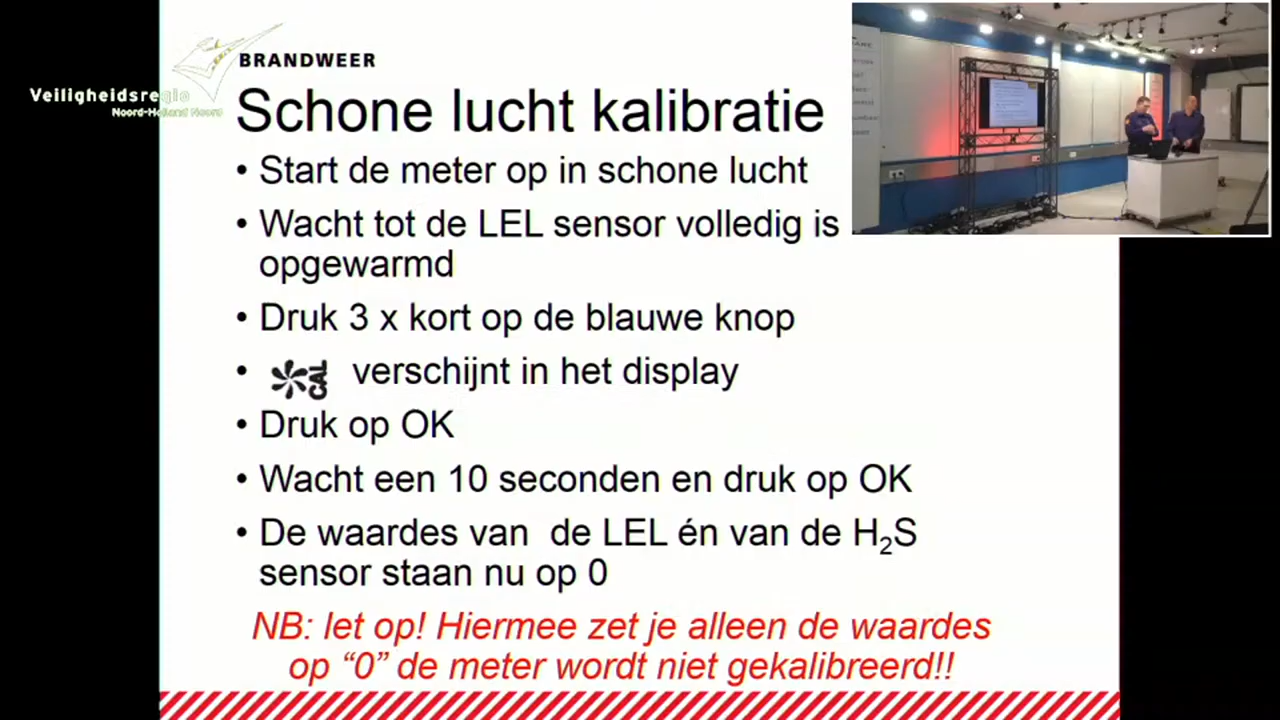 BRANDWEER
Veiligheidsregio
Noord-Holland Noord
Schone lucht kalibratie
• Start de meter op in schone lucht
• Wacht tot de LEL sensor volledig is
opgewarmd
• Druk 3 x kort op de blauwe knop
• CAL verschijnt in het display
• Druk op OK
• Wacht een 10 seconden en druk op OK
• De waardes van de LEL én van de H₂S
sensor staan nu op 0
NB: let op! Hiermee zet je alleen de waardes
op “0” de meter wordt niet gekalibreerd!!